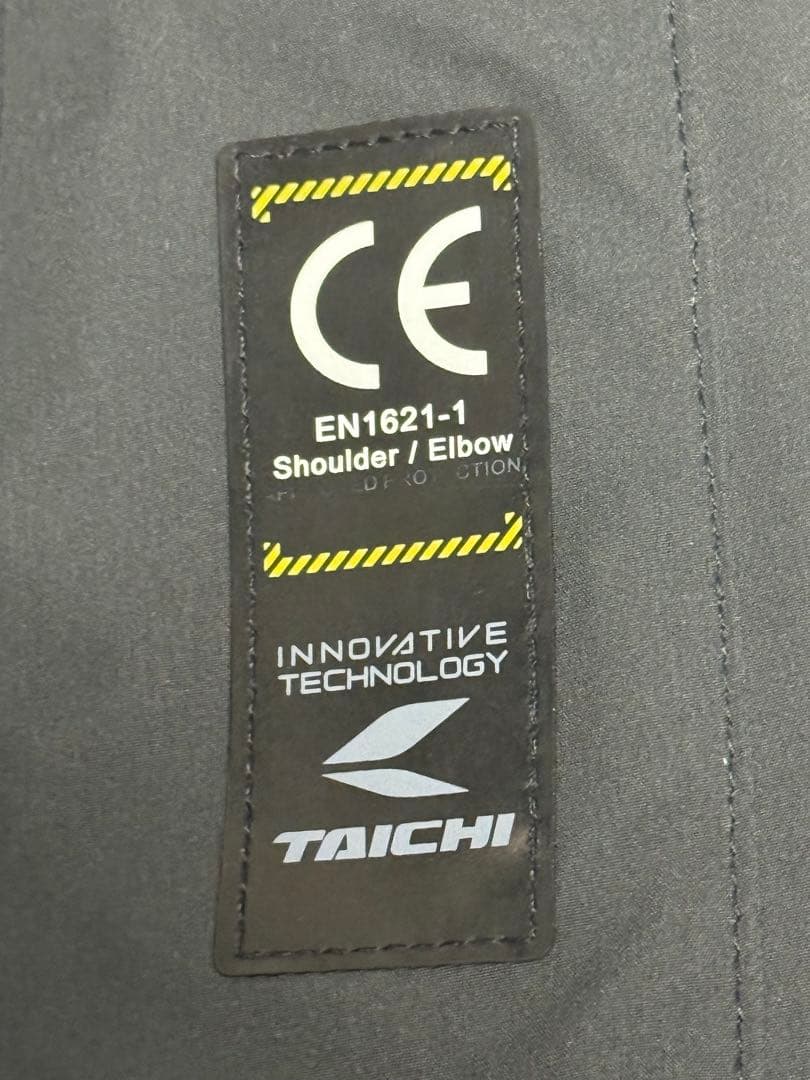 CE
EN1621-1
Shoulder / Elbow
INNOVATIVE
TECHNOLOGY
TAICHI